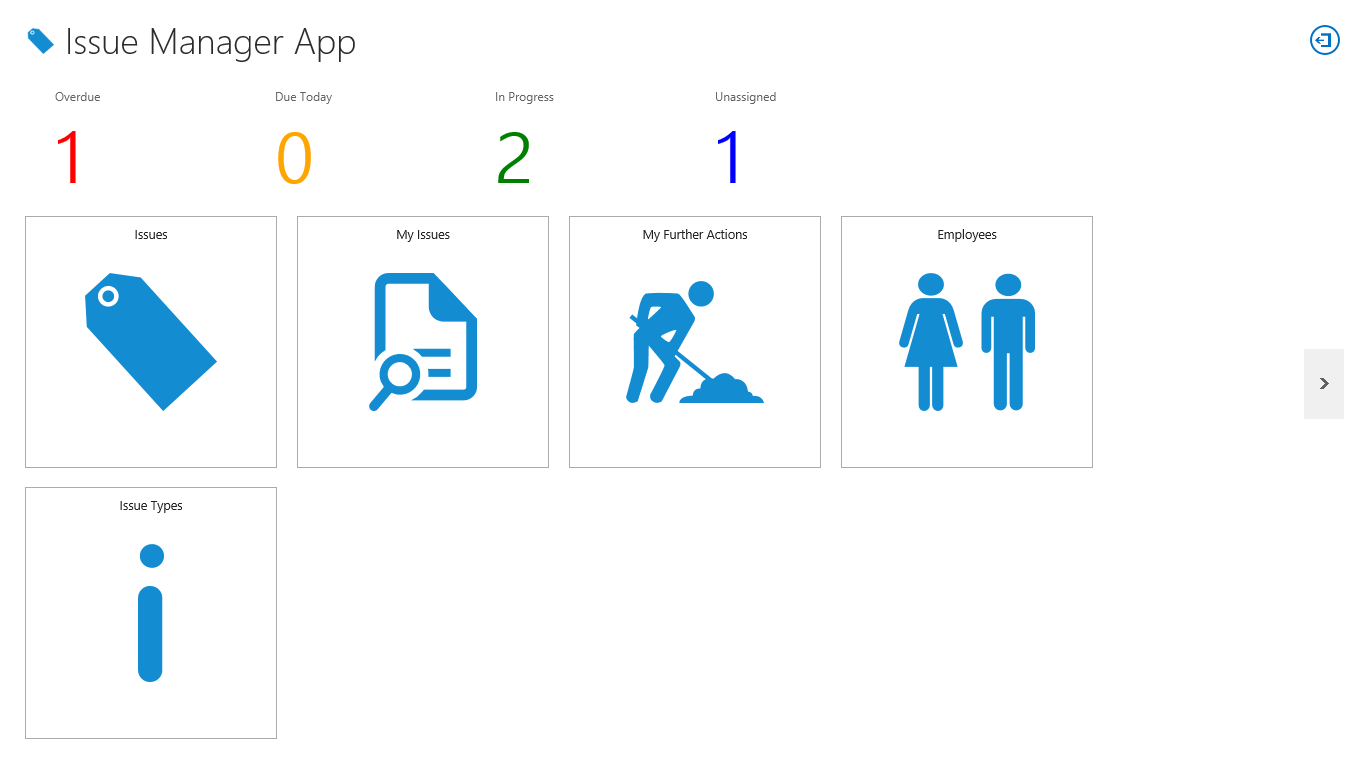 Issue Manager App
Overdue
Due Today
In Progress
Unassigned
1
0
2
1
Issues
My Issues
My Further Actions
Employees
Issue Types